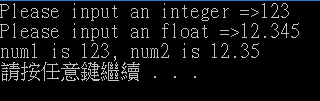 Please input an integer =>123
Please input an float =>12.345
num1 is 123, num2 is 12.35
請按任意鍵繼續 . . .